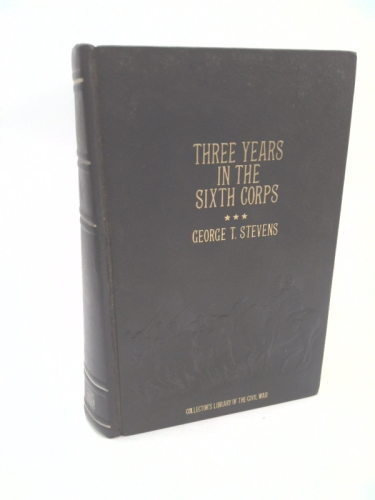 THREE YEARS
IN THE
SIXTH CORPS
★★★
GEORGE T. STEVENS
COLLECTOR'S LIBRARY OF THE CIVIL WAR